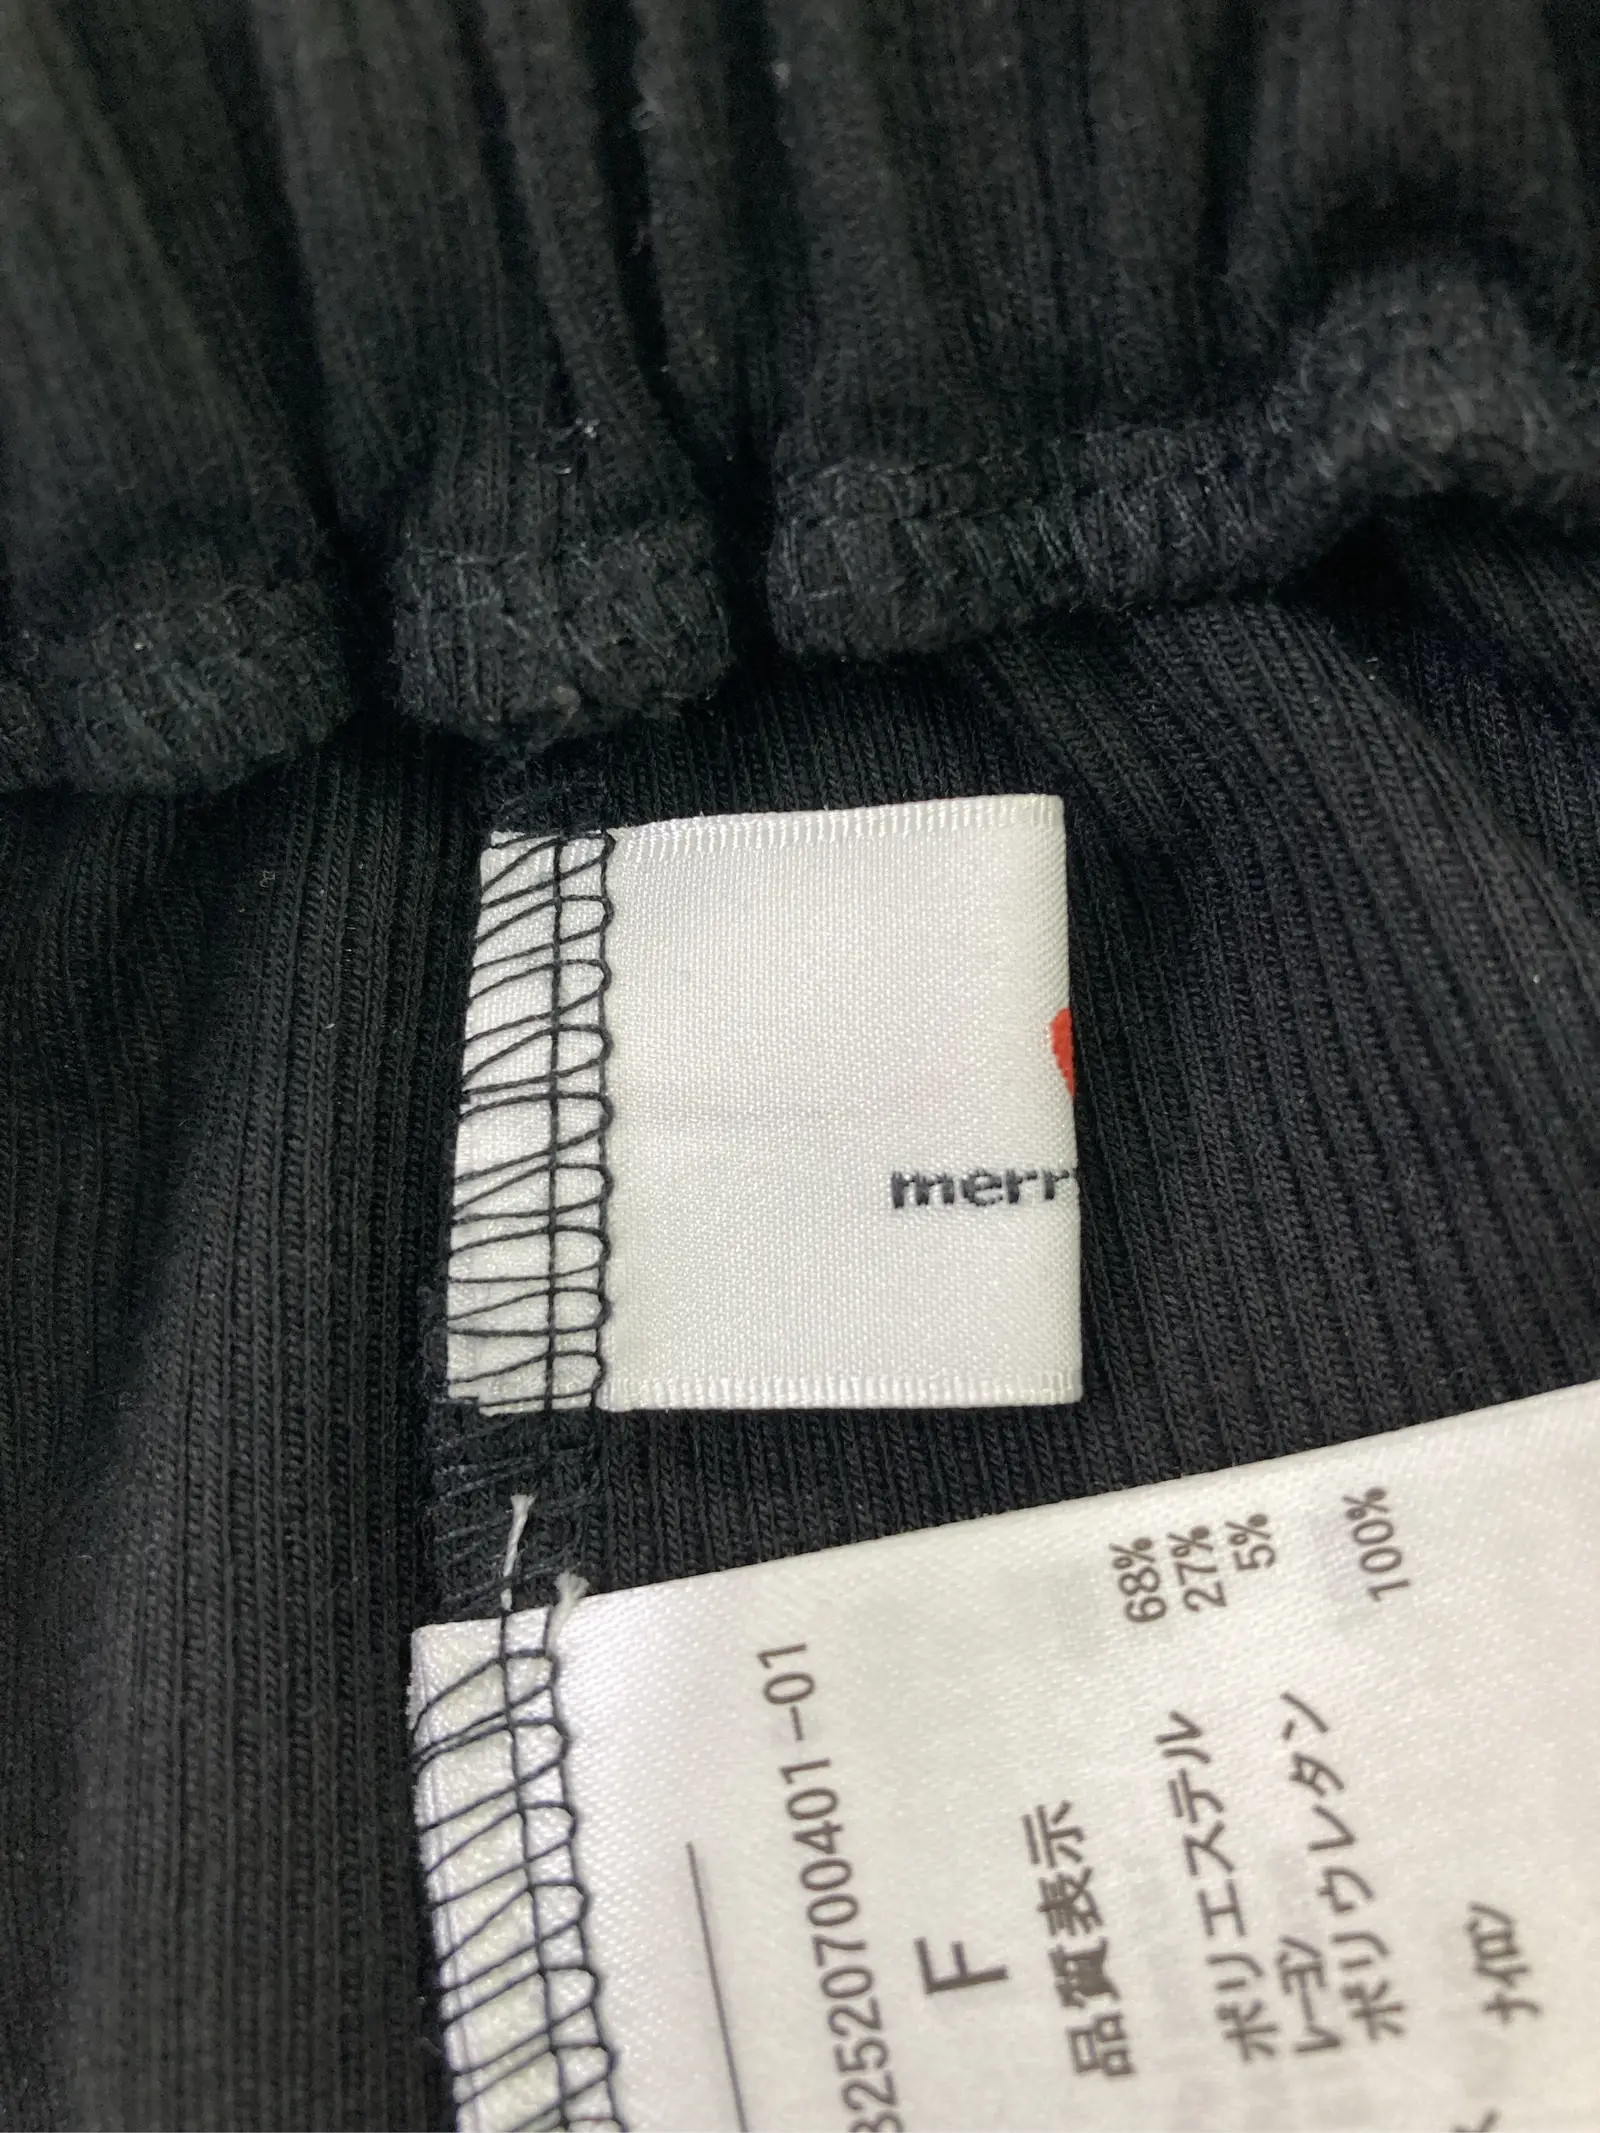 merr
82520700401-01
F
品質表示
ポリエステル 68%
レーヨン 27%
ポリウレタン 5%
ナイロン 100%